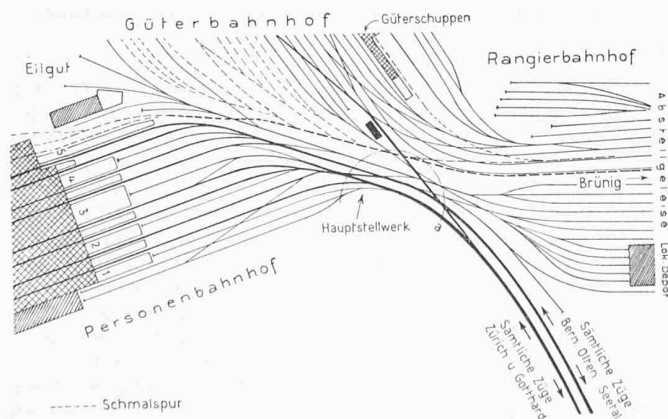 Güterbahnhof
Güterschuppen
Eilgut
Rangierbahnhof
Abstellgeleise
5
4
3
2
1
Brünig
Hauptstellwerk
a
Lok. Depot
Personenbahnhof
Sämtliche Züge
Bern Olten Seetal
Sämtliche Züge
Zürich u Gotthard
Schmalspur